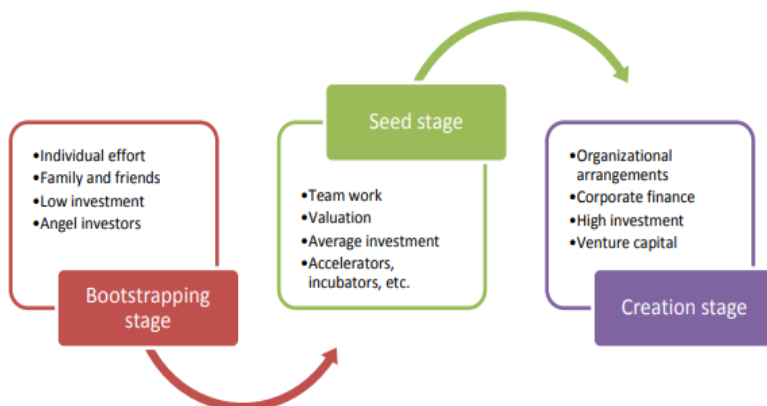 •Individual effort
•Family and friends
•Low investment
•Angel investors
Bootstrapping
stage
Seed stage
•Team work
•Valuation
•Average investment
•Accelerators,
incubators, etc.
•Organizational
arrangements
•Corporate finance
•High investment
•Venture capital
Creation stage